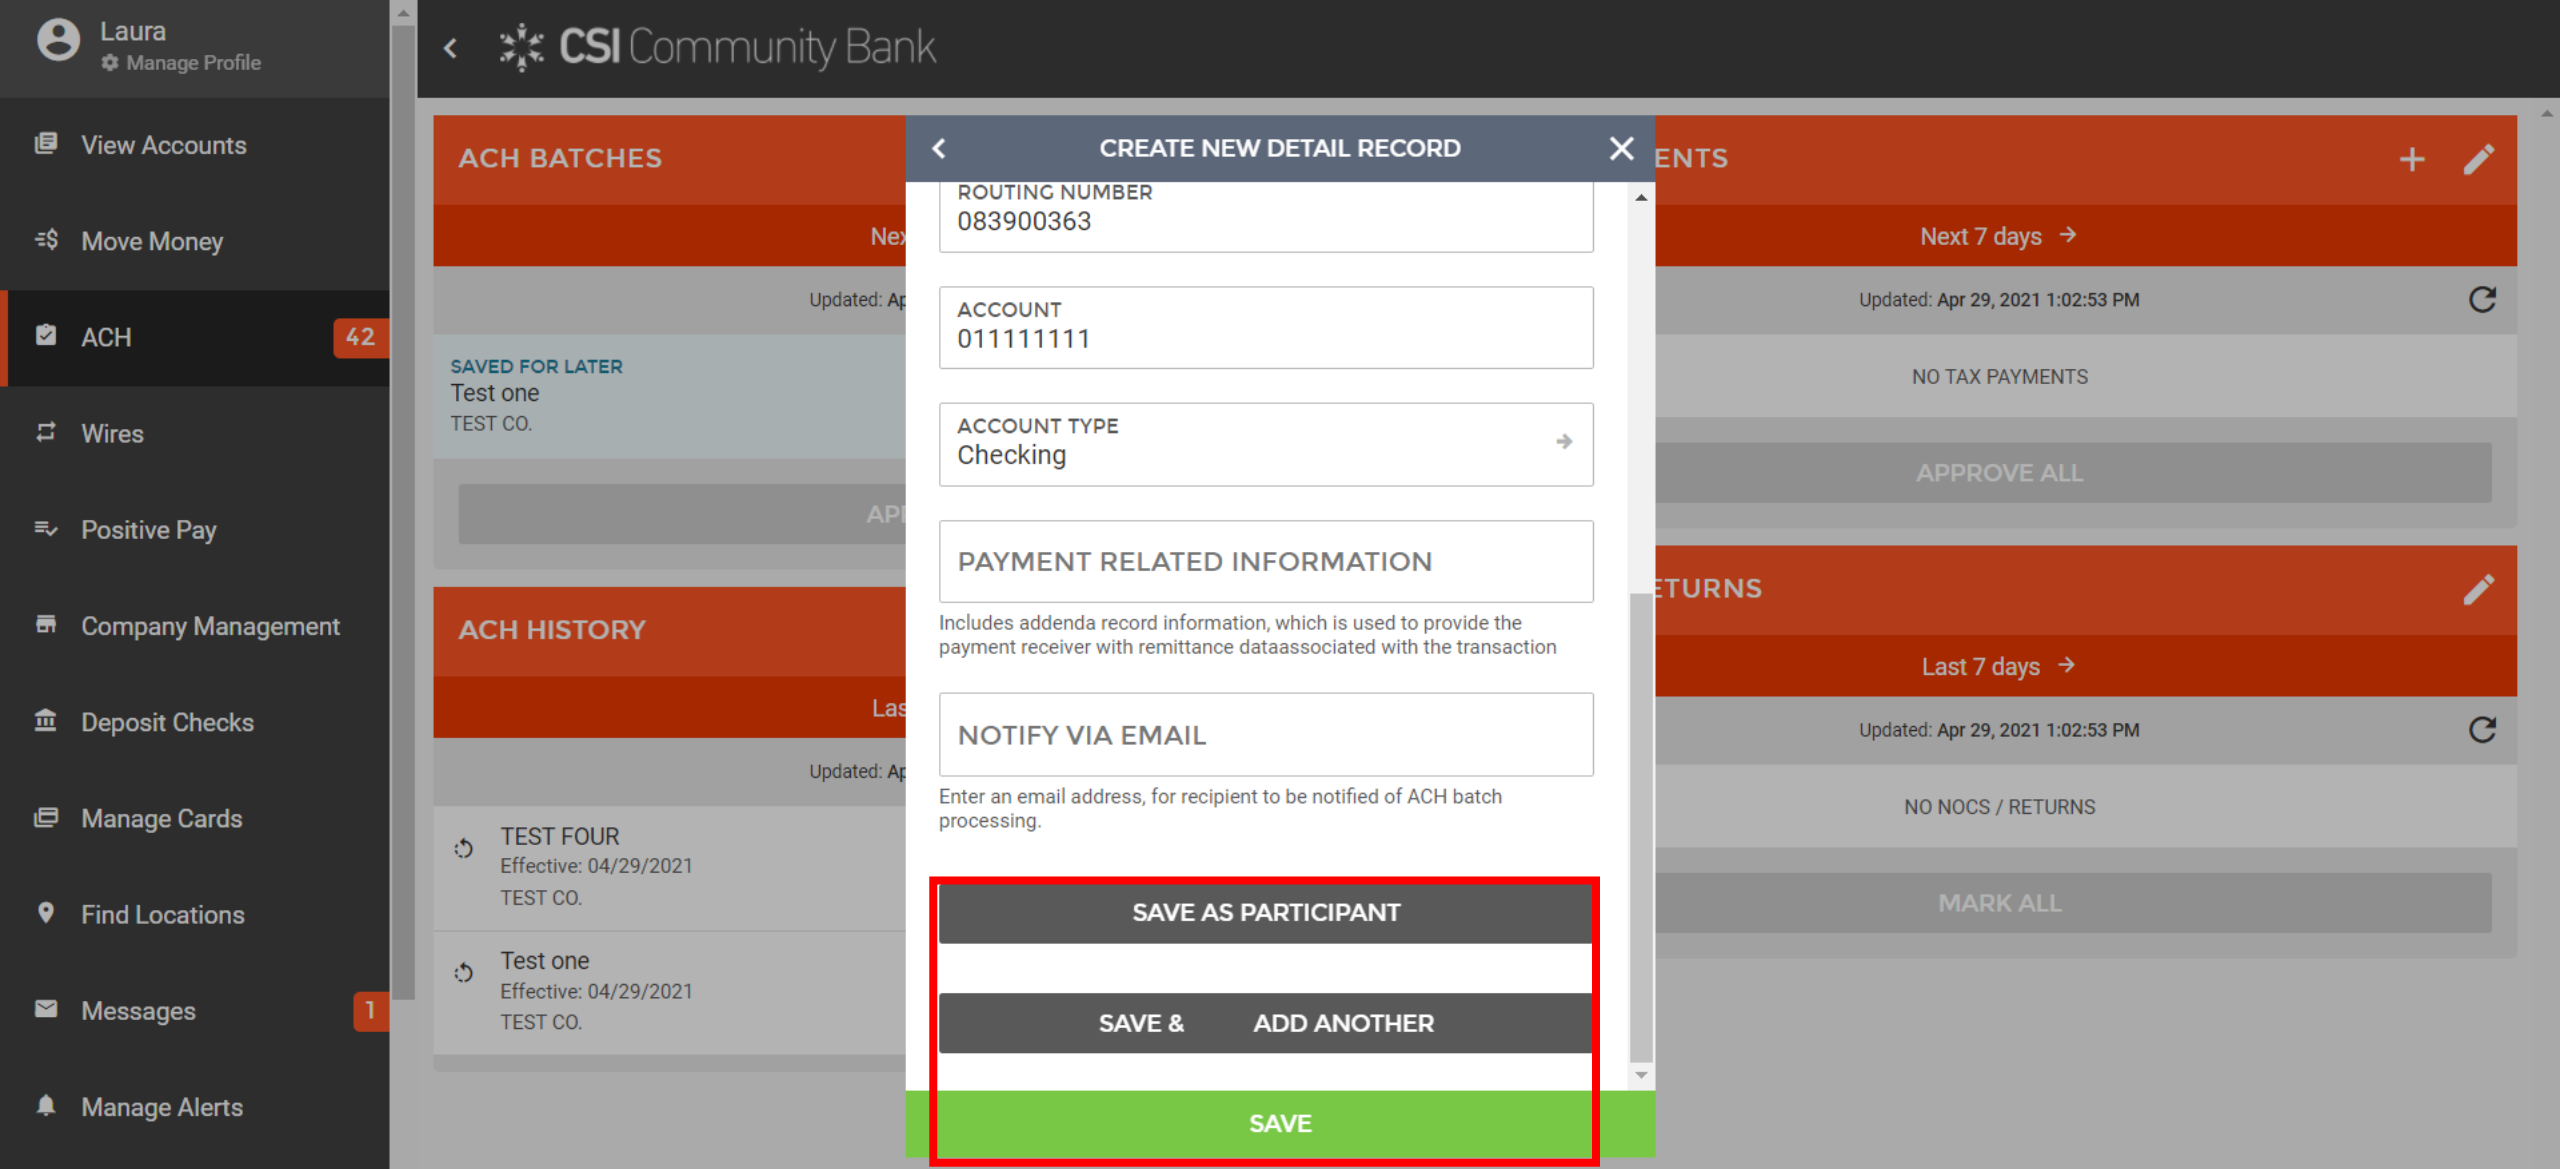 Laura
Manage Profile
View Accounts
Move Money
ACH
42
Wires
Positive Pay
Company Management
Deposit Checks
Manage Cards
Find Locations
Messages
1
Manage Alerts
CSI Community Bank
ACH BATCHES
Updated:
SAVED FOR LATER
Test one
TEST CO.
ACH HISTORY
Updated:
TEST FOUR
Effective: 04/29/2021
TEST CO.
Test one
Effective: 04/29/2021
TEST CO.
CREATE NEW DETAIL RECORD
ROUTING NUMBER
083900363
ACCOUNT
011111111
ACCOUNT TYPE
Checking
PAYMENT RELATED INFORMATION
Includes addenda record information, which is used to provide the
payment receiver with remittance dataassociated with the transaction
NOTIFY VIA EMAIL
Enter an email address, for recipient to be notified of ACH batch
processing.
SAVE AS PARTICIPANT
SAVE & ADD ANOTHER
SAVE
ENTS
Next 7 days
Updated: Apr 29, 2021 1:02:53 PM
NO TAX PAYMENTS
APPROVE ALL
ETURNS
Last 7 days
Updated: Apr 29, 2021 1:02:53 PM
NO NOCS / RETURNS
MARK ALL